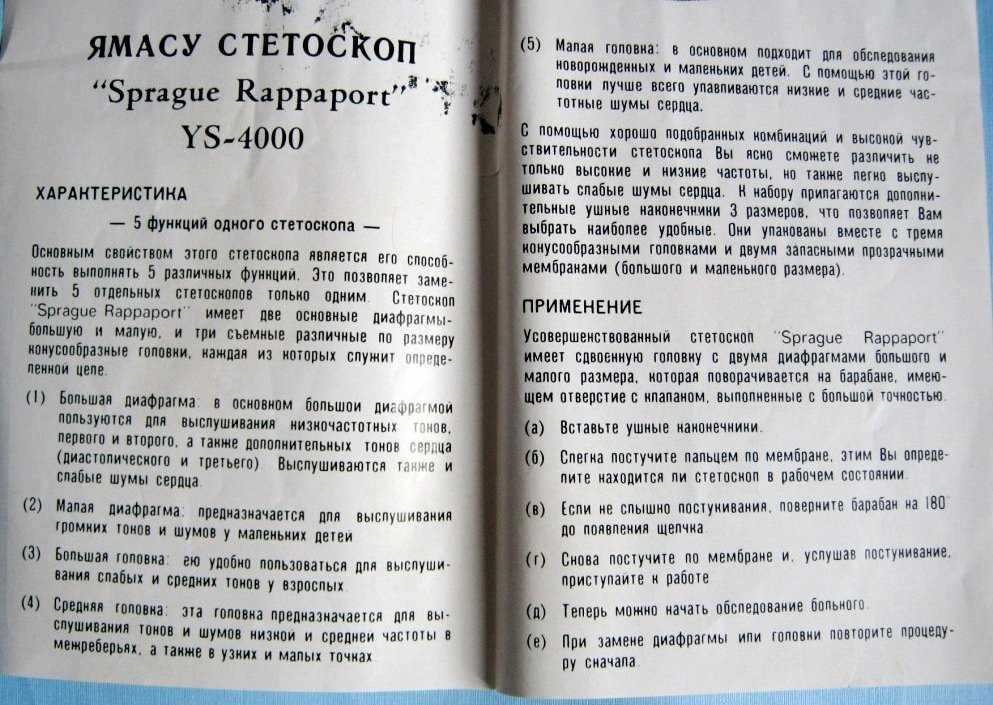 ЯМАСУ СТЕТОСКОП
“Sprague Rappaport”
YS-4000
ХАРАКТЕРИСТИКА
— 5 функций одного стетоскопа —
Основным свойством этого стетоскопа является его способ-
ность выполнять 5 различных функций. Это позволяет заме-
нить 5 отдельных стетоскопов только одним. Стетоскоп
“Sprague Rappaport” имеет две основные диафрагмы-
большую и малую, и три съемные различные по размеру
конусообразные головки, каждая из которых служит опреде-
ленной цепе.
(1) Большая диафрагма: в основном большои диафрагмой
пользуются для выслушивания низкочастотных тонов,
первого и второго, а также дополнительных тонов сердца
(диастопического и третьего). Выслушиваются также и
слабые шумы сердца.
(2) Малая диафрагма: предназначается для выслушивания
громких тонов и шумов у маленьких детей
(3) Большая головка: ею удобно пользоваться для выслуши-
вания слабых и средних тонов у взрослых.
(4) Средняя головка: эта головка предназначается для вы-
слушивания тонов и шумов низкой и средней частоты в
межреберьях, а также в узких и малых точках.
(5) Малая головка: в основном подходит для обследования
новорожденных и маленьких детей. С помощью этой го-
ловки лучше всего улавливаются низкие и средние час-
тотные шумы сердца.
С помощью хорошо подобранных комбинаций и высокой чув-
ствительности стетоскопа Вы ясно сможете различить не
только высокие и низкие частоты, но также легко выслу-
шивать слабые шумы сердца. К набору прилагаются дополни-
тельные ушные наконечники 3 размеров, что позволяет Вам
выбрать наиболее удобные. Они упакованы вместе с тремя
конусообразными головками и двумя запасными прозрачными
мембранами (большого и маленького размера).
ПРИМЕНЕНИЕ
Усовершенствованный стетоскоп “Sprague Rappaport”
имеет сдвоенную головку с двумя диафрагмами большого и
малого размера, которая поворачивается на барабане, имею-
щем отверстие с клапаном, выполненные с большой точностью.
(а) Вставьте ушные наконечники.
(б) Слегка постучите пальцем по мембране, этим Вы опреде-
лите находится ли стетоскоп в рабочем состоянии.
(в) Если не слышно постукивания, поверните барабан на 180°
до появления щелчка.
(г) Снова постучите по мембране и, услушав постукивание,
приступайте к работе
(д) Теперь можно начать обследование больного.
(е) При замене диафрагмы или головки повторите процеду-
ру сначала.